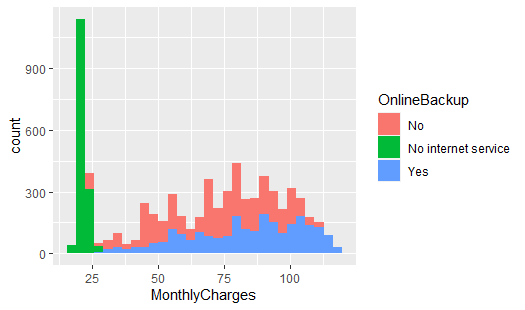 900
600
300
0
count
25
50
75
100
MonthlyCharges
OnlineBackup
No
No internet service
Yes